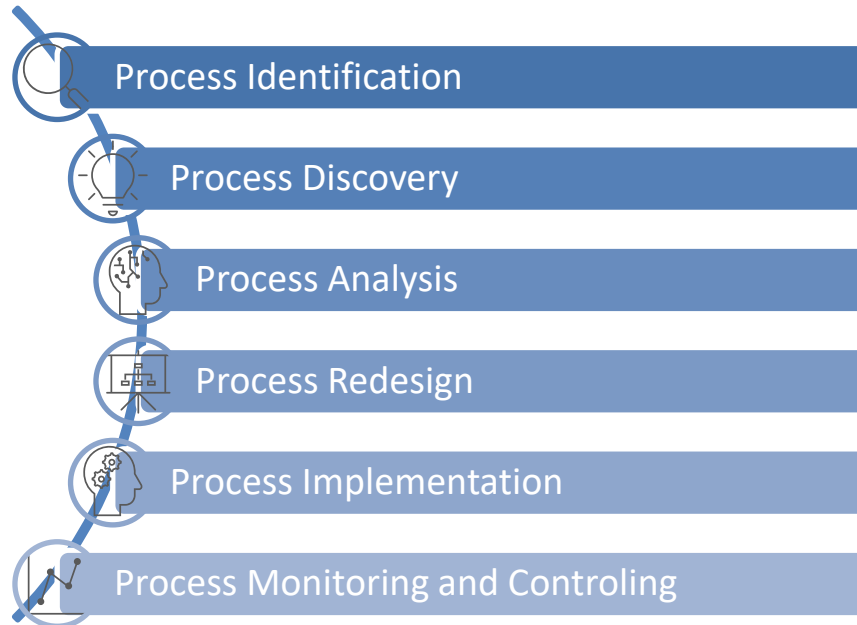 Process Identification
Process Discovery
Process Analysis
Process Redesign
Process Implementation
Process Monitoring and Controling